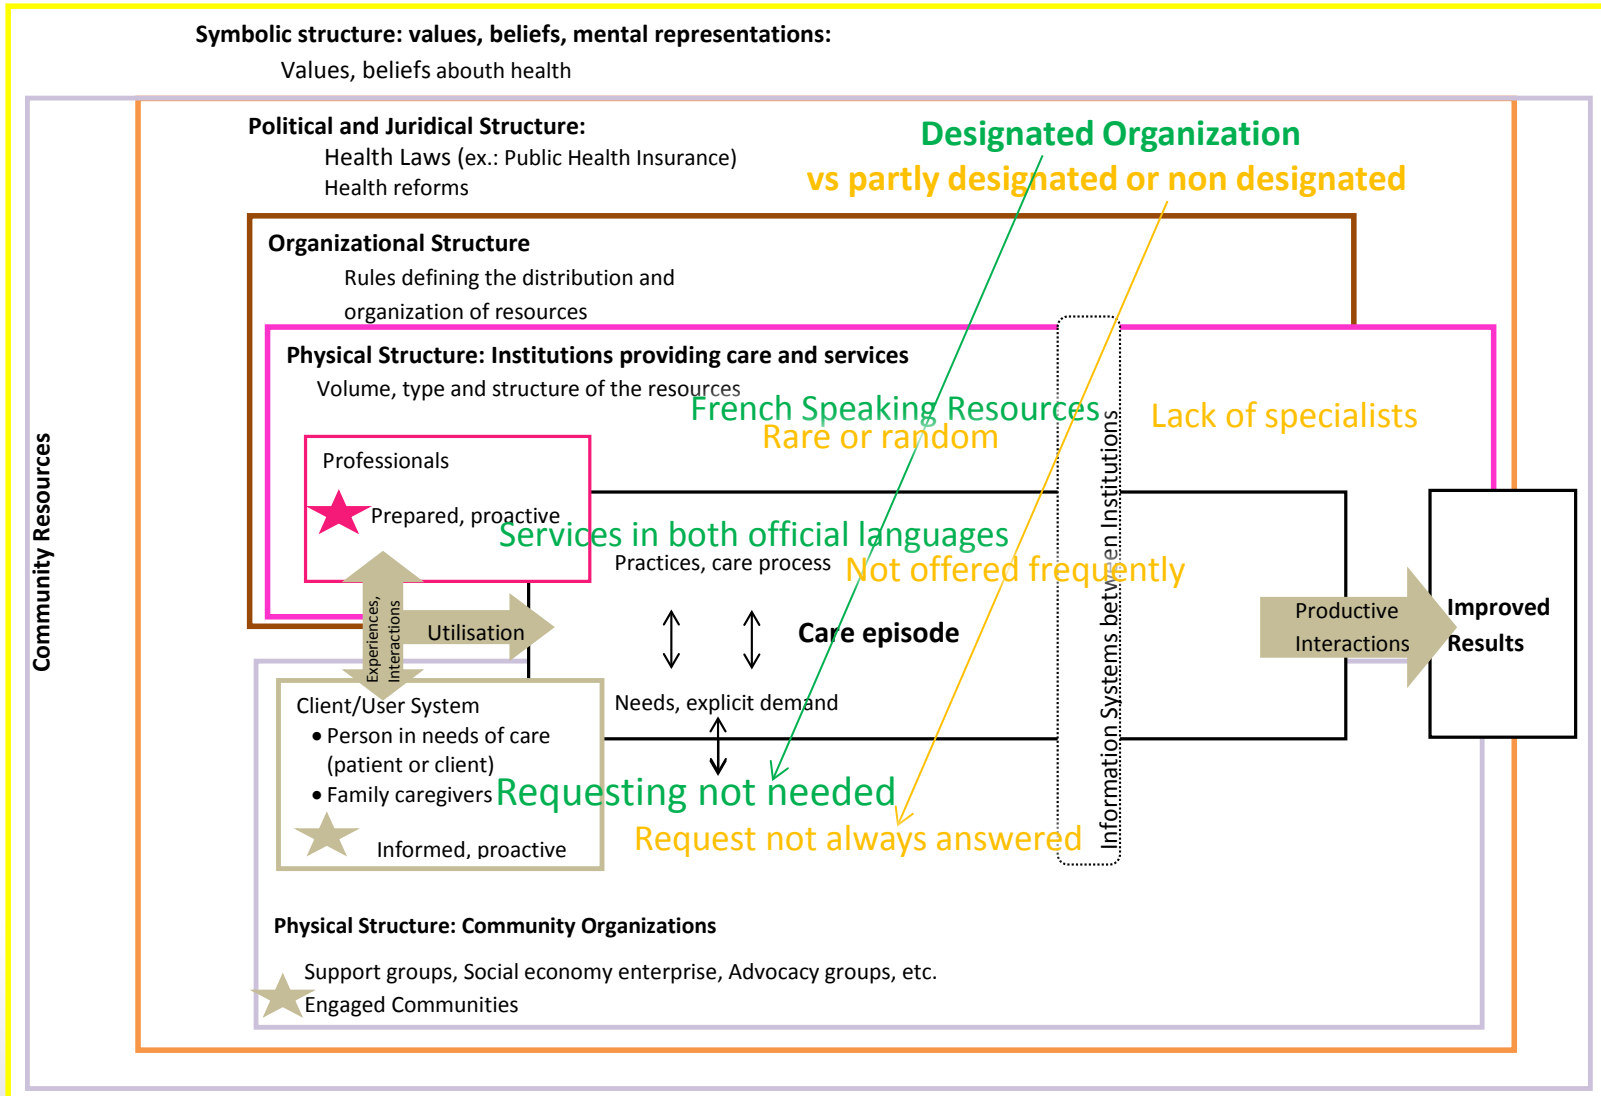 Symbolic structure: values, beliefs, mental representations:
Values, beliefs abouth health
Community Resources
Political and Juridical Structure:
Health Laws (ex.: Public Health Insurance)
Health reforms
Designated Organization
vs partly designated or non designated
Organizational Structure
Rules defining the distribution and
organization of resources
Physical Structure: Institutions providing care and services
Volume, type and structure of the resources
French Speaking Resources
Rare or random
Lack of specialists
Information Systems between Institutions
Professionals
Prepared, proactive
Services in both official languages
Practices, care process
Not offered frequently
Experiences,
Interactions
Utilisation
Care episode
Productive
Interactions
Improved
Results
Needs, explicit demand
Client/User System
• Person in needs of care
(patient or client)
• Family caregivers
Informed, proactive
Requesting not needed
Request not always answered
Physical Structure: Community Organizations
Support groups, Social economy enterprise, Advocacy groups, etc.
Engaged Communities